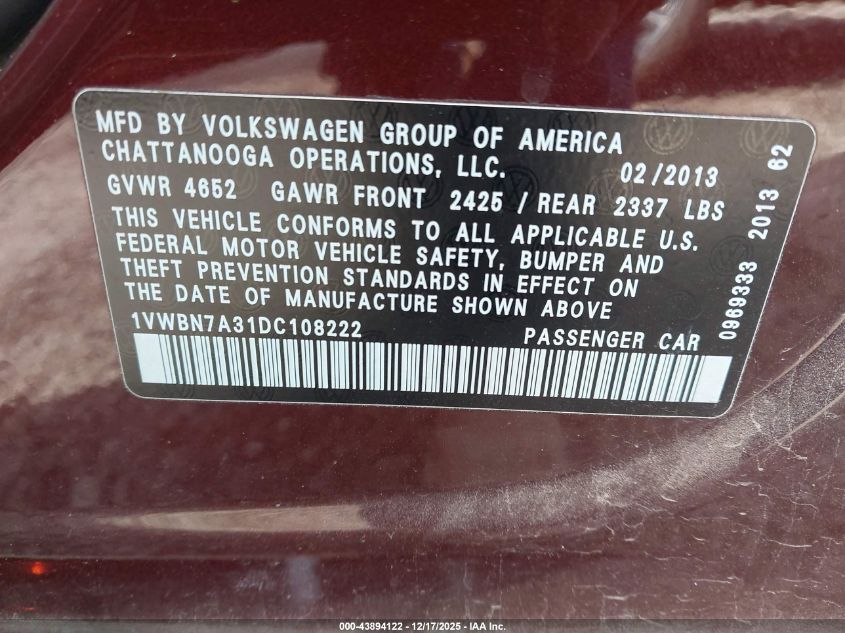 MFD BY VOLKSWAGEN GROUP OF AMERICA
CHATTANOOGA OPERATIONS, LLC. 02/2013
GVWR 4652 GAWR FRONT 2425 / REAR 2337 LBS
THIS VEHICLE CONFORMS TO ALL APPLICABLE U.S.
FEDERAL MOTOR VEHICLE SAFETY, BUMPER AND
THEFT PREVENTION STANDARDS IN EFFECT ON
THE DATE OF MANUFACTURE SHOWN ABOVE
1VWBN7A31DC108222 PASSENGER CAR
0969333 2013 62
000-43894122 - 12/17/2025 - IAA Inc.